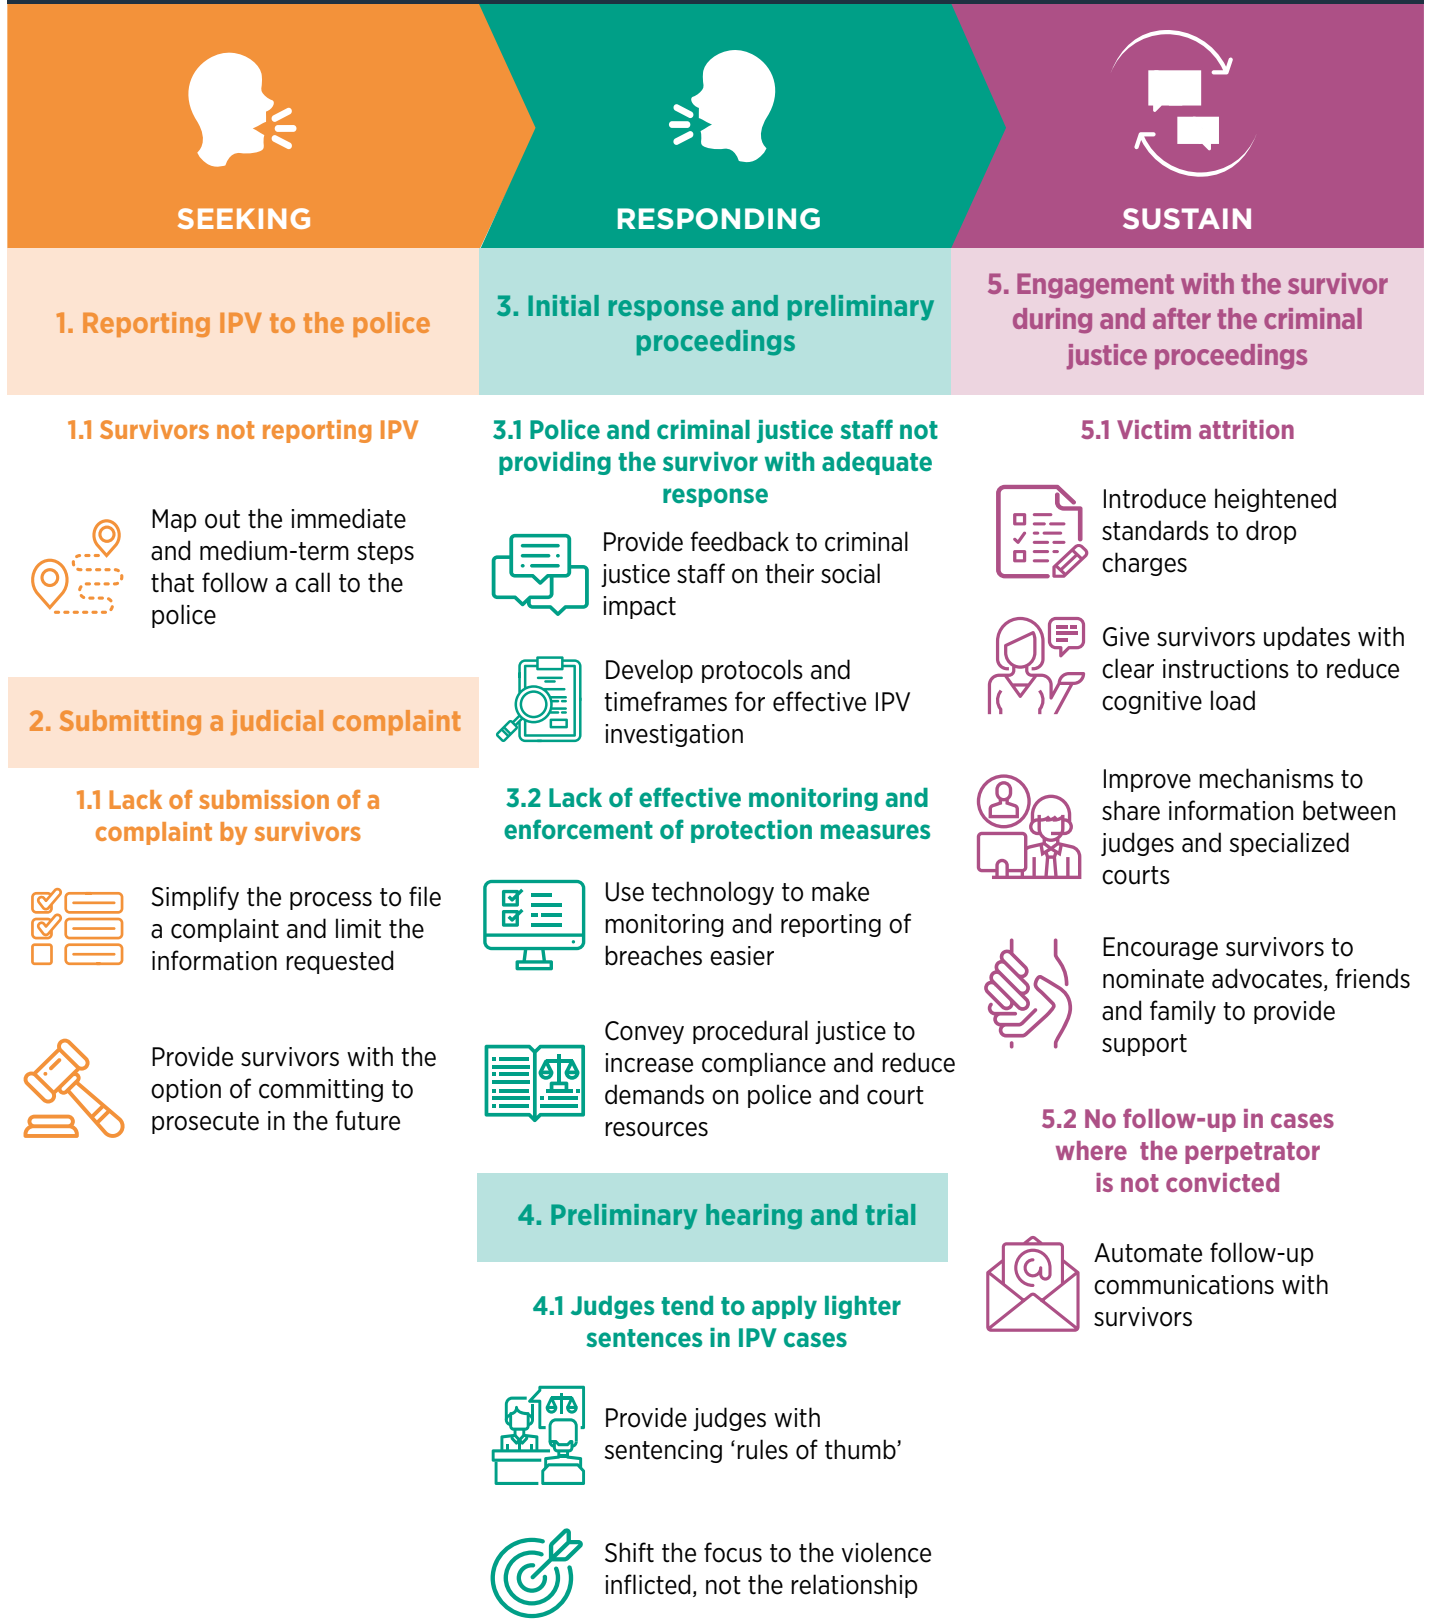 SEEKING
1. Reporting IPV to the police
1.1 Survivors not reporting IPV
Map out the immediate
and medium-term steps
that follow a call to the
police
2. Submitting a judicial complaint
1.1 Lack of submission of a
complaint by survivors
Simplify the process to file
a complaint and limit the
information requested
Provide survivors with the
option of committing to
prosecute in the future
RESPONDING
3. Initial response and preliminary
proceedings
3.1 Police and criminal justice staff not
providing the survivor with adequate
response
Provide feedback to criminal
justice staff on their social
impact
Develop protocols and
timeframes for effective IPV
investigation
3.2 Lack of effective monitoring and
enforcement of protection measures
Use technology to make
monitoring and reporting of
breaches easier
Convey procedural justice to
increase compliance and reduce
demands on police and court
resources
4. Preliminary hearing and trial
4.1 Judges tend to apply lighter
sentences in IPV cases
Provide judges with
sentencing ‘rules of thumb’
Shift the focus to the violence
inflicted, not the relationship
SUSTAIN
5. Engagement with the survivor
during and after the criminal
justice proceedings
5.1 Victim attrition
Introduce heightened
standards to drop
charges
Give survivors updates with
clear instructions to reduce
cognitive load
Improve mechanisms to
share information between
judges and specialized
courts
Encourage survivors to
nominate advocates, friends
and family to provide
support
5.2 No follow-up in cases
where the perpetrator
is not convicted
Automate follow-up
communications with
survivors